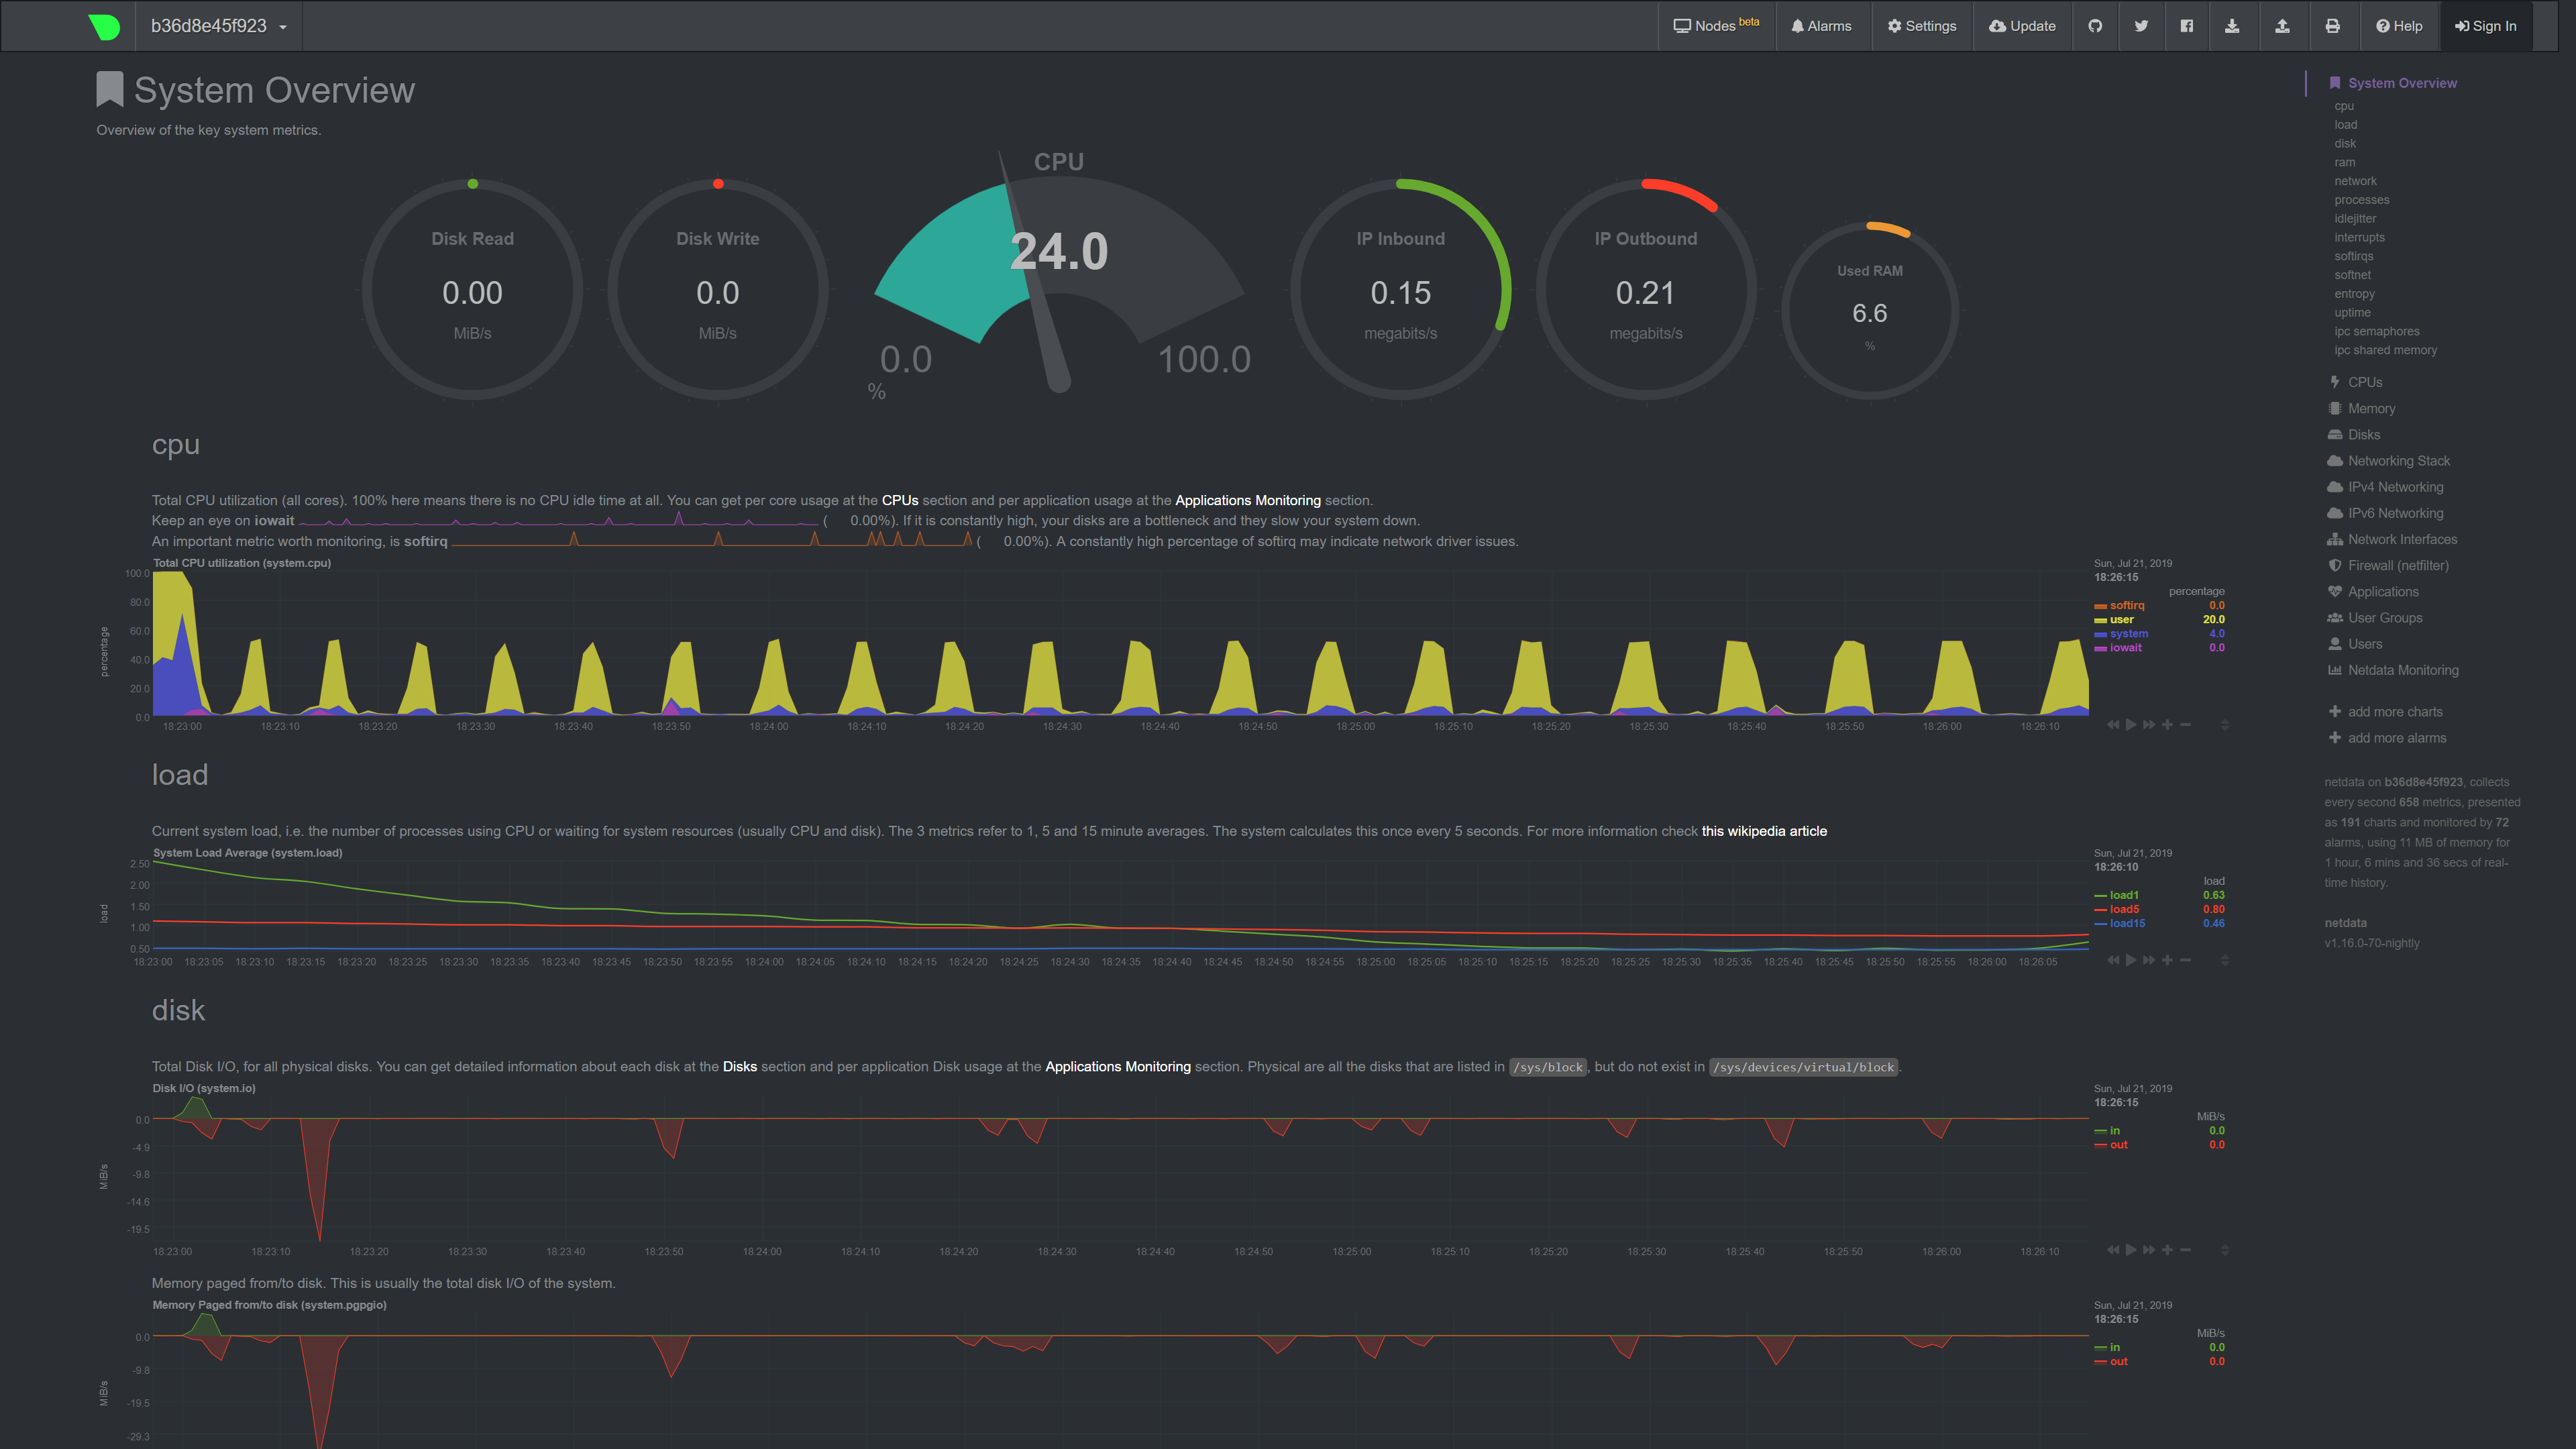 b36d8e45f923
Nodes beta
Alarms
Settings
Update
Help
Sign In
System Overview
Overview of the key system metrics.
Disk Read
0.00
MiB/s
Disk Write
0.0
MiB/s
CPU
24.0
0.0
100.0
%
IP Inbound
0.15
megabits/s
IP Outbound
0.21
megabits/s
Used RAM
6.6
%
cpu
Total CPU utilization (all cores). 100% here means there is no CPU idle time at all. You can get per core usage at the CPUs section and per application usage at the Applications Monitoring section.
Keep an eye on iowait ( 0.00%). If it is constantly high, your disks are a bottleneck and they slow your system down.
An important metric worth monitoring, is softirq ( 0.00%). A constantly high percentage of softirq may indicate network driver issues.
Total CPU utilization (system.cpu)
percentage
100.0
80.0
60.0
40.0
20.0
0.0
18:23:00 18:23:10 18:23:20 18:23:30 18:23:40 18:23:50 18:24:00 18:24:10 18:24:20 18:24:30 18:24:40 18:24:50 18:25:00 18:25:10 18:25:20 18:25:30 18:25:40 18:25:50 18:26:00 18:26:10
Sun, Jul 21, 2019
18:26:15
percentage
softirq 0.0
user 20.0
system 4.0
iowait 0.0
load
Current system load, i.e. the number of processes using CPU or waiting for system resources (usually CPU and disk). The 3 metrics refer to 1, 5 and 15 minute averages. The system calculates this once every 5 seconds. For more information check this wikipedia article
System Load Average (system.load)
load
2.50
2.00
1.50
1.00
0.50
18:23:00 18:23:05 18:23:10 18:23:15 18:23:20 18:23:25 18:23:30 18:23:35 18:23:40 18:23:45 18:23:50 18:23:55 18:24:00 18:24:05 18:24:10 18:24:15 18:24:20 18:24:25 18:24:30 18:24:35 18:24:40 18:24:45 18:24:50 18:24:55 18:25:00 18:25:05 18:25:10 18:25:15 18:25:20 18:25:25 18:25:30 18:25:35 18:25:40 18:25:45 18:25:50 18:25:55 18:26:00 18:26:05
Sun, Jul 21, 2019
18:26:10
load
load1 0.63
load5 0.80
load15 0.46
disk
Total Disk I/O, for all physical disks. You can get detailed information about each disk at the Disks section and per application Disk usage at the Applications Monitoring section. Physical are all the disks that are listed in /sys/block, but do not exist in /sys/devices/virtual/block.
Disk I/O (system.io)
MiB/s
0.0
-4.9
-9.8
-14.6
-19.5
18:23:00 18:23:10 18:23:20 18:23:30 18:23:40 18:23:50 18:24:00 18:24:10 18:24:20 18:24:30 18:24:40 18:24:50 18:25:00 18:25:10 18:25:20 18:25:30 18:25:40 18:25:50 18:26:00 18:26:10
Sun, Jul 21, 2019
18:26:15
MiB/s
in 0.0
out 0.0
Memory paged from/to disk. This is usually the total disk I/O of the system.
Memory Paged from/to disk (system.pgpgio)
MiB/s
0.0
-9.8
-19.5
-29.3
Sun, Jul 21, 2019
18:26:15
MiB/s
in 0.0
out 0.0
System Overview
cpu
load
disk
ram
network
processes
idlejitter
interrupts
softirqs
softnet
entropy
uptime
ipc semaphores
ipc shared memory
CPUs
Memory
Disks
Networking Stack
IPv4 Networking
IPv6 Networking
Network Interfaces
Firewall (netfilter)
Applications
User Groups
Users
Netdata Monitoring
add more charts
add more alarms
netdata on b36d8e45f923, collects
every second 658 metrics, presented
as 191 charts and monitored by 72
alarms, using 11 MB of memory for
1 hour, 6 mins and 36 secs of real-
time history.
netdata
v1.16.0-70-nightly